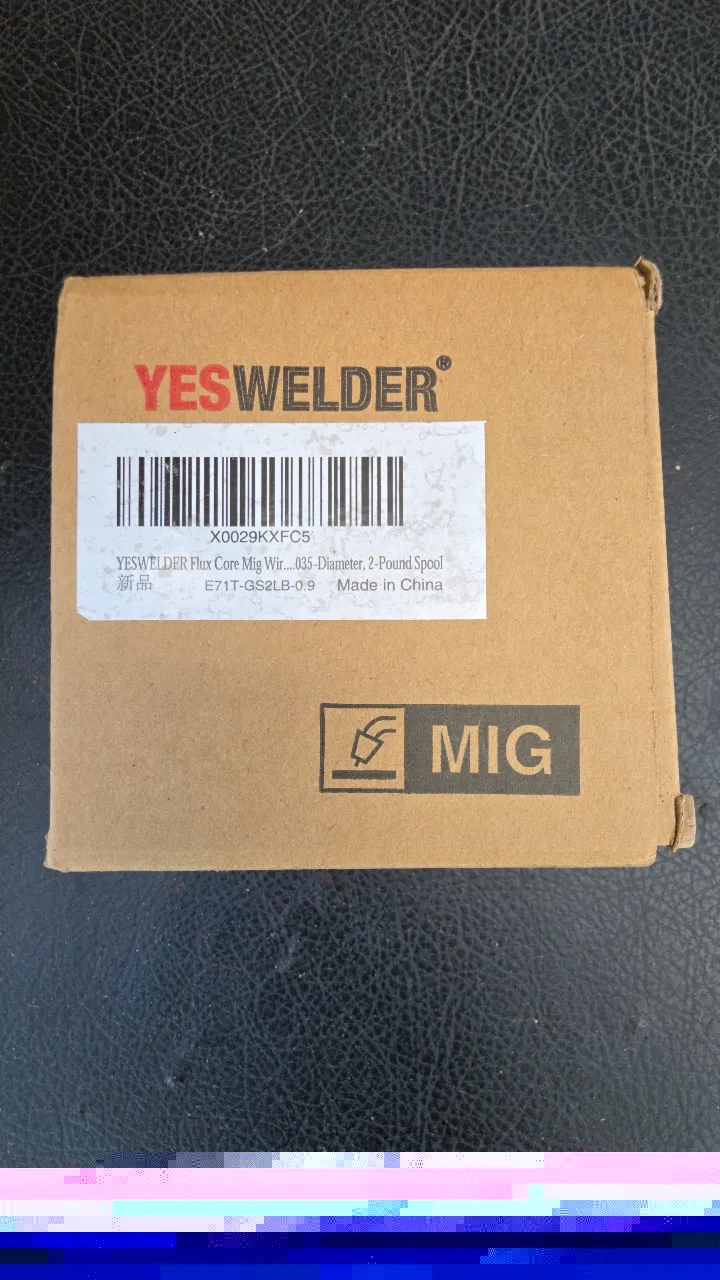 YESWELDER®
X0029KXFC5
YESWELDER Flux Core Mig Wir....035-Diameter, 2-Pound Spool
新品 E71T-GS2LB-0.9 Made in China
MIG